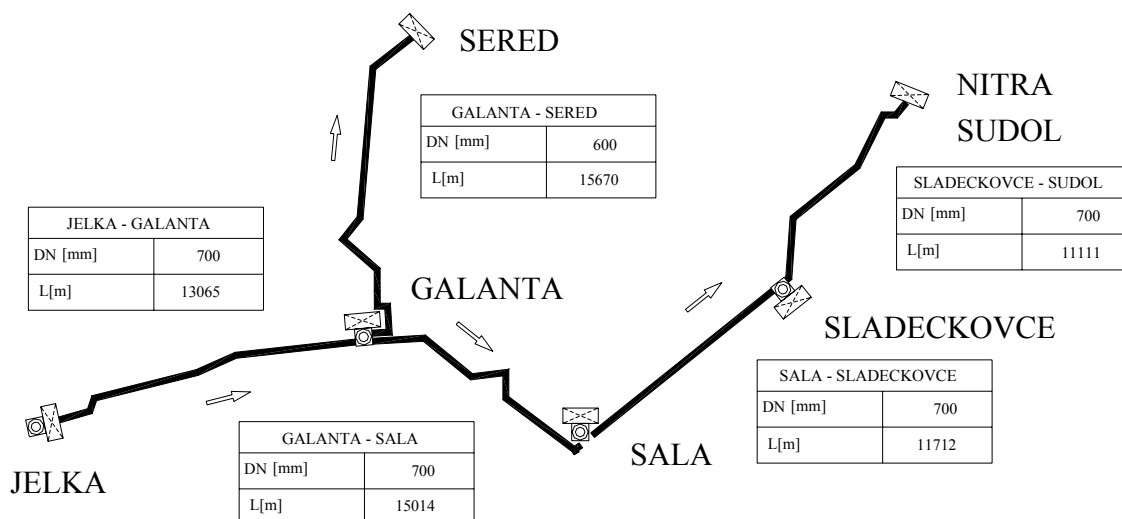 SERED
NITRA
SUDOL
GALANTA - SERED
DN [mm] 600
L[m] 15670
SLADECKOVCE - SUDOL
DN [mm] 700
L[m] 11111
JELKA - GALANTA
DN [mm] 700
L[m] 13065
GALANTA
SLADECKOVCE
SALA - SLADECKOVCE
DN [mm] 700
L[m] 11712
GALANTA - SALA
DN [mm] 700
L[m] 15014
SALA
JELKA